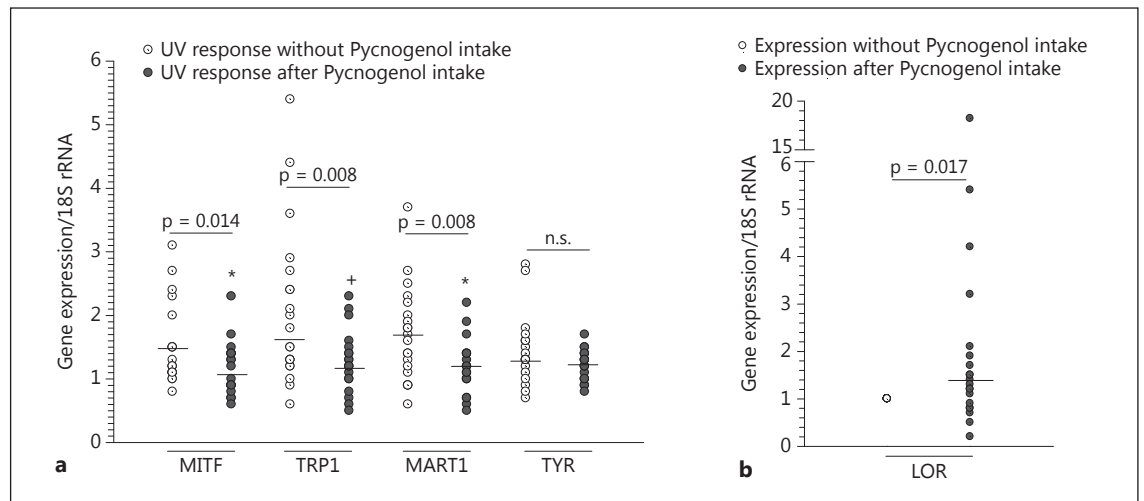 UV response without Pycnogenol intake
UV response after Pycnogenol intake
Gene expression/18S rRNA
6
5
4
3
2
1
0
p = 0.014
*
p = 0.008
+
p = 0.008
*
n.s.
MITF
TRP1
MART1
TYR
a
Expression without Pycnogenol intake
Expression after Pycnogenol intake
Gene expression/18S rRNA
20
15
6
5
4
3
2
1
0
p = 0.017
LOR
b